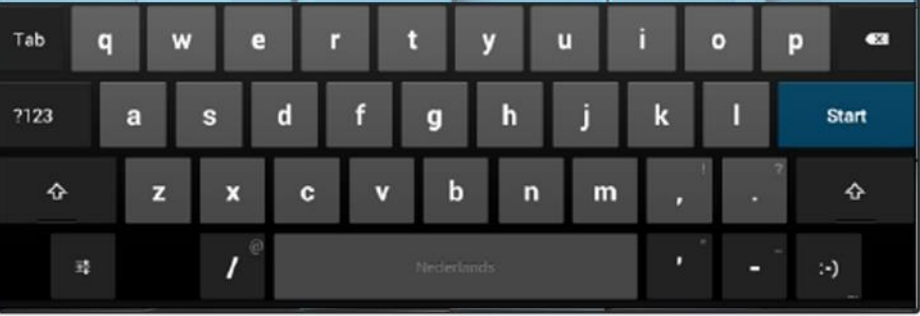 Tab q w e r t y u i o p
?123 a s d f g h j k l Start
z x c v b n m , ! . ?
/ @ Nederlands ' " - _ :-) ...